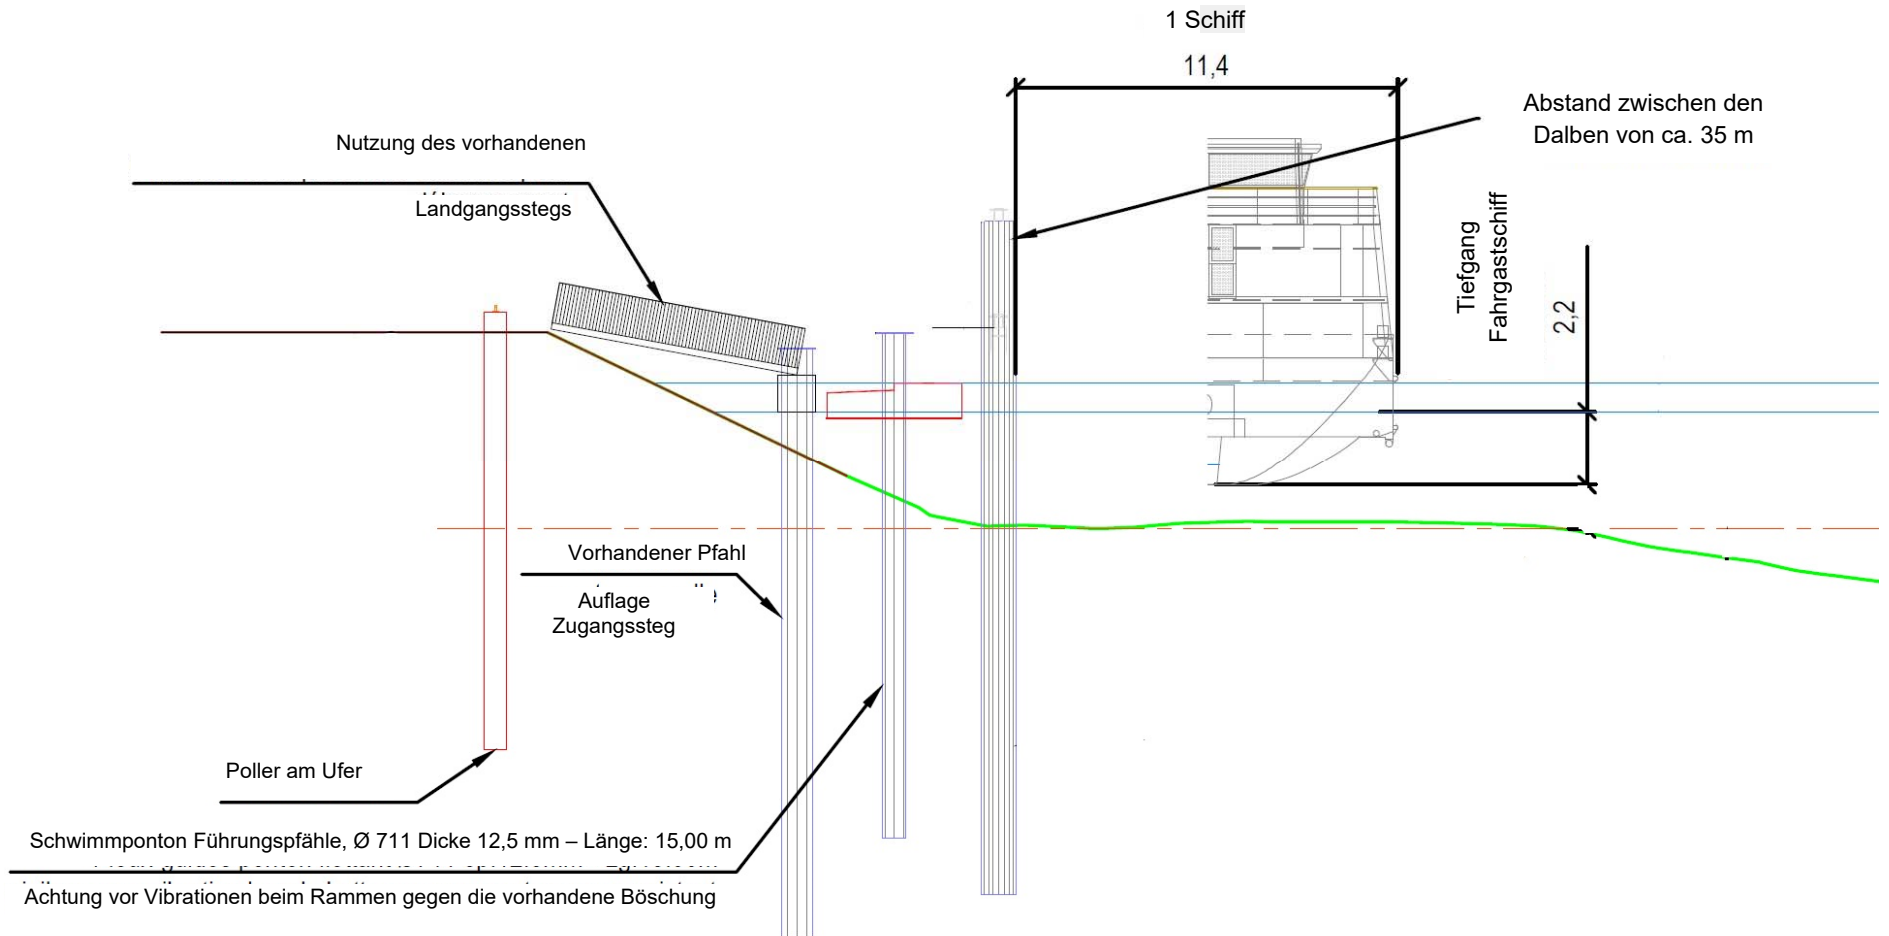 1 Schiff
11,4
Abstand zwischen den
Dalben von ca. 35 m
Nutzung des vorhandenen
Landgangsstegs
Tiefgang
Fahrgastschiff
2,2
Vorhandener Pfahl
Auflage
Zugangssteg
Poller am Ufer
Schwimmponton Führungspfähle, Ø 711 Dicke 12,5 mm – Länge: 15,00 m
Achtung vor Vibrationen beim Rammen gegen die vorhandene Böschung